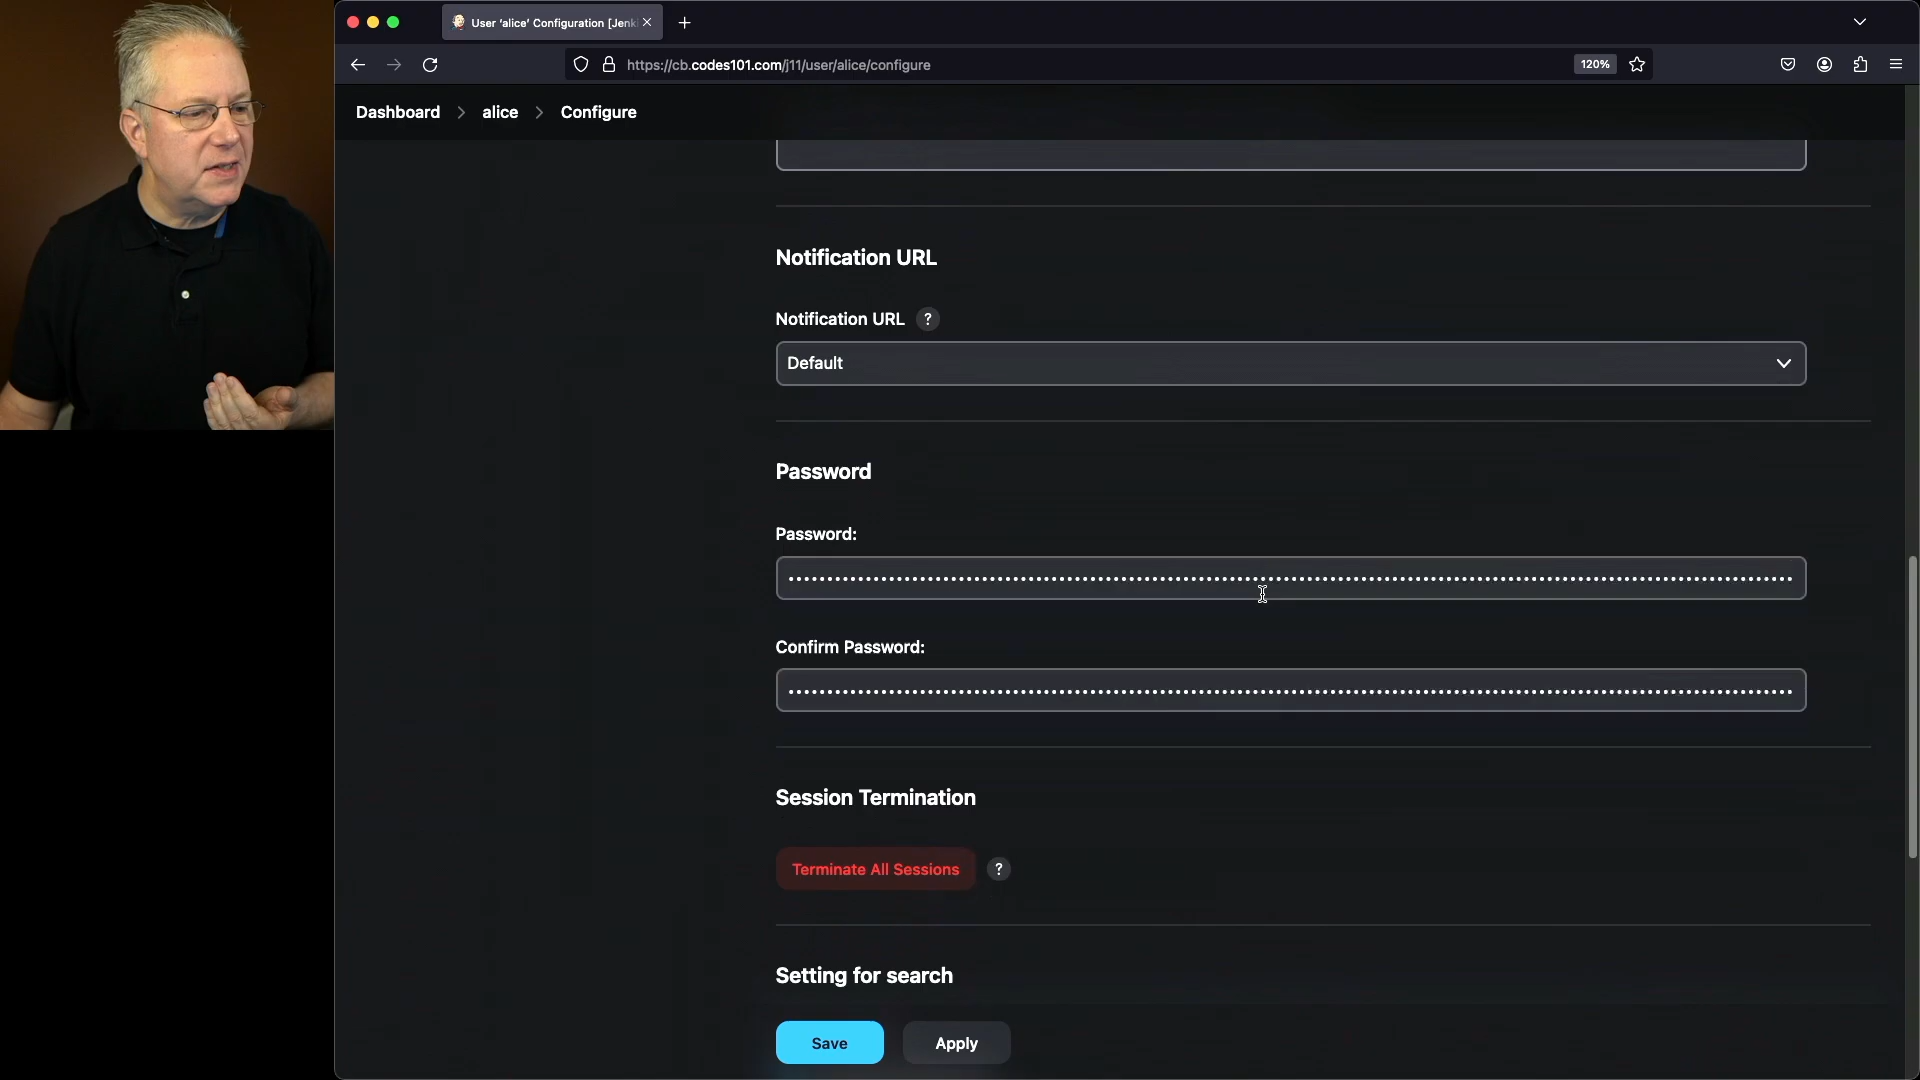 User ‘alice’ Configuration [Jenk
https://cb.codes101.com/j11/user/alice/configure
120%
Dashboard > alice > Configure
Notification URL
Notification URL ?
Default
Password
Password:
Confirm Password:
Session Termination
Terminate All Sessions ?
Setting for search
Save Apply